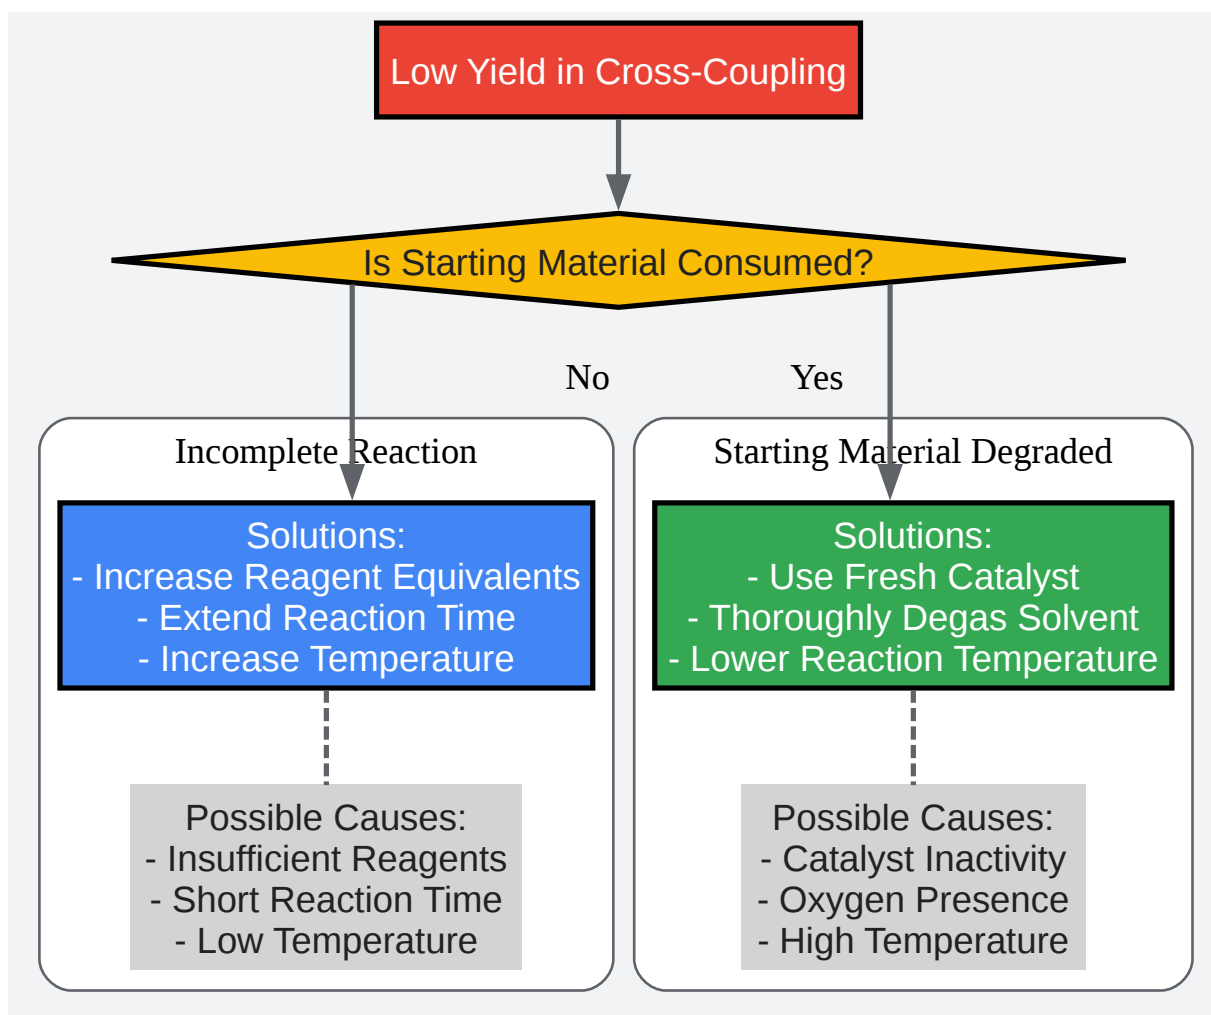 Low Yield in Cross-Coupling
Is Starting Material Consumed?
No
Yes
Incomplete Reaction
Solutions:
- Increase Reagent Equivalents
- Extend Reaction Time
- Increase Temperature
Possible Causes:
- Insufficient Reagents
- Short Reaction Time
- Low Temperature
Starting Material Degraded
Solutions:
- Use Fresh Catalyst
- Thoroughly Degas Solvent
- Lower Reaction Temperature
Possible Causes:
- Catalyst Inactivity
- Oxygen Presence
- High Temperature